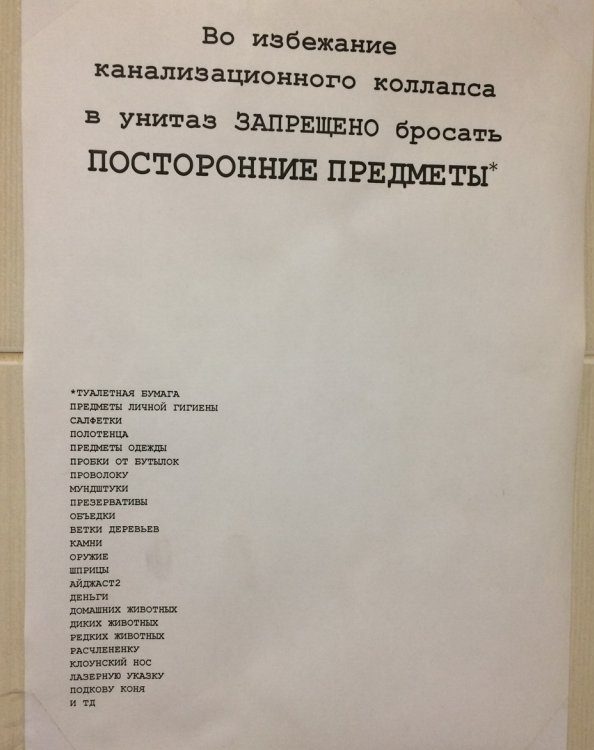 Во избежание
канализационного коллапса
в унитаз ЗАПРЕЩЕНО бросать
ПОСТОРОННИЕ ПРЕДМЕТЫ*
*ТУАЛЕТНАЯ БУМАГА
ПРЕДМЕТЫ ЛИЧНОЙ ГИГИЕНЫ
САЛФЕТКИ
ПОЛОТЕНЦА
ПРЕДМЕТЫ ОДЕЖДЫ
ПРОБКИ ОТ БУТЫЛОК
ПРОВОЛОКУ
МУНДШТУКИ
ПРЕЗЕРВАТИВЫ
ОБЪЕДКИ
ВЕТКИ ДЕРЕВЬЕВ
КАМНИ
ОРУЖИЕ
ШПРИЦЫ
АЙДЖАСТ2
ДЕНЬГИ
ДОМАШНИХ ЖИВОТНЫХ
ДИКИХ ЖИВОТНЫХ
РЕДКИХ ЖИВОТНЫХ
РАСЧЛЕНЕНКУ
КЛОУНСКИЙ НОС
ЛАЗЕРНУЮ УКАЗКУ
ПОДКОВУ КОНЯ
И ТД